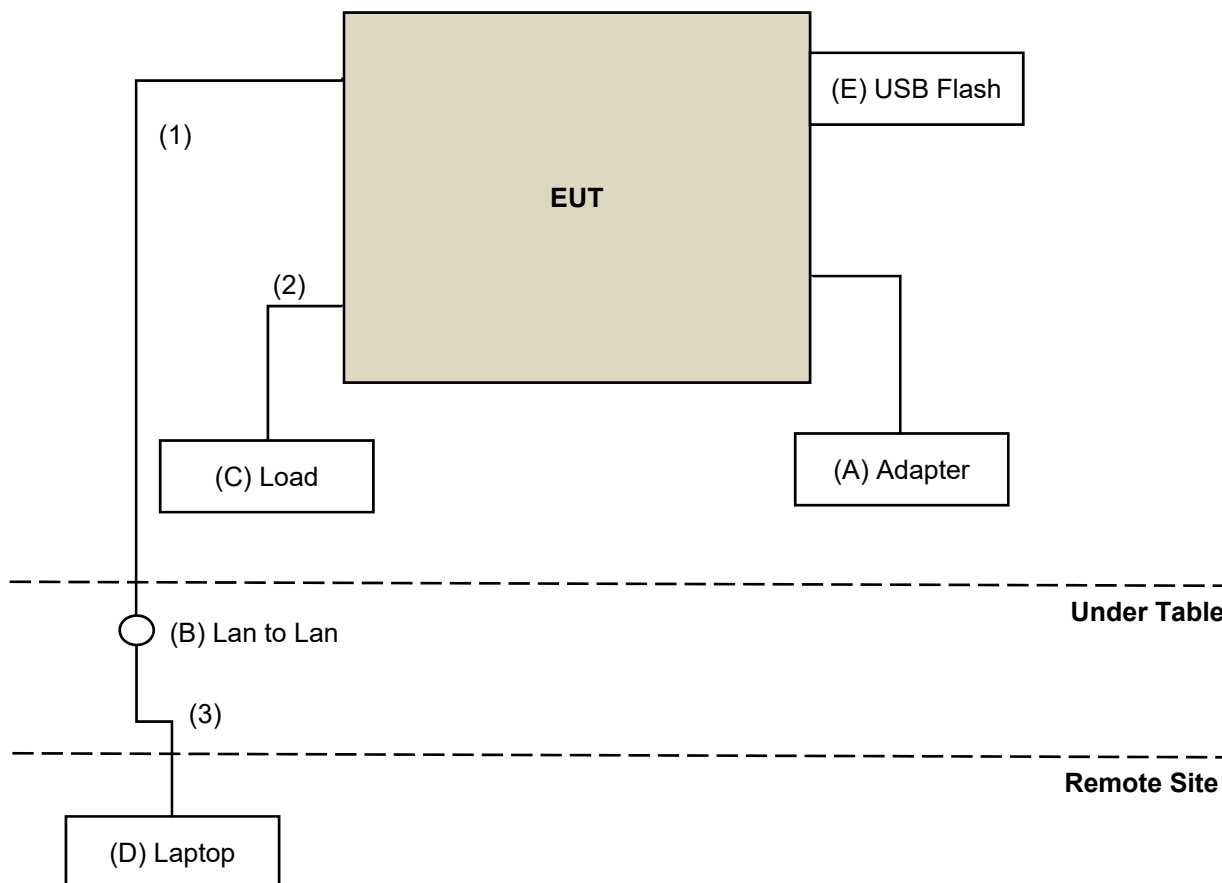 (E) USB Flash
(1)
EUT
(2)
(C) Load
(A) Adapter
Under Table
(B) Lan to Lan
(3)
Remote Site
(D) Laptop